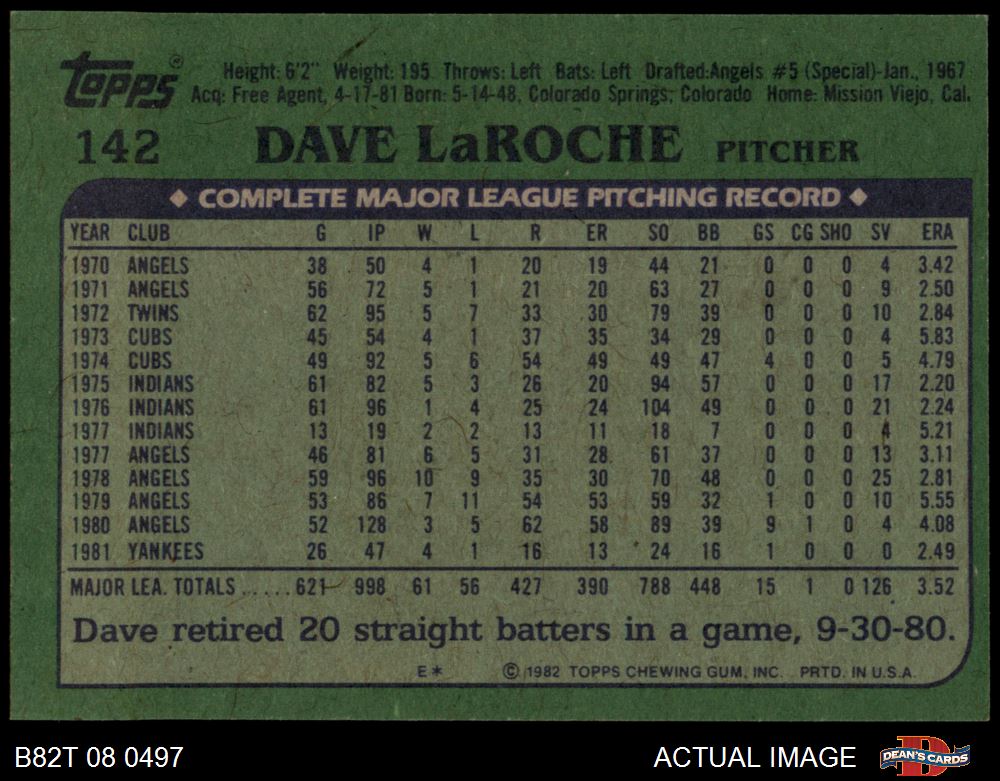 topps® Height: 6'2" Weight: 195 Throws: Left Bats: Left Drafted:Angels #5 (Special)-Jan., 1967
Acq: Free Agent, 4-17-81 Born: 5-14-48, Colorado Springs, Colorado Home: Mission Viejo, Cal.
142 DAVE LaROCHE PITCHER
◆ COMPLETE MAJOR LEAGUE PITCHING RECORD ◆
YEAR CLUB G IP W L R ER SO BB GS CG SHO SV ERA
1970 ANGELS 38 50 4 1 20 19 44 21 0 0 0 4 3.42
1971 ANGELS 56 72 5 1 21 20 63 27 0 0 0 9 2.50
1972 TWINS 62 95 5 7 33 30 79 39 0 0 0 10 2.84
1973 CUBS 45 54 4 1 37 35 34 29 0 0 0 4 5.83
1974 CUBS 49 92 5 6 54 49 49 47 4 0 0 5 4.79
1975 INDIANS 61 82 5 3 26 20 94 57 0 0 0 17 2.20
1976 INDIANS 61 96 1 4 25 24 104 49 0 0 0 21 2.24
1977 INDIANS 13 19 2 2 13 11 18 7 0 0 0 4 5.21
1977 ANGELS 46 81 6 5 31 28 61 37 0 0 0 13 3.11
1978 ANGELS 59 96 10 9 35 30 70 48 0 0 0 25 2.81
1979 ANGELS 53 86 7 11 54 53 59 32 1 0 0 10 5.55
1980 ANGELS 52 128 3 5 62 58 89 39 9 1 0 4 4.08
1981 YANKEES 26 47 4 1 16 13 24 16 1 0 0 0 2.49
MAJOR LEA. TOTALS......621 998 61 56 427 390 788 448 15 1 0 126 3.52
Dave retired 20 straight batters in a game, 9-30-80.
E* © 1982 TOPPS CHEWING GUM, INC. PRTD. IN U.S.A.
B82T 08 0497 ACTUAL IMAGE DEAN'S CARDS